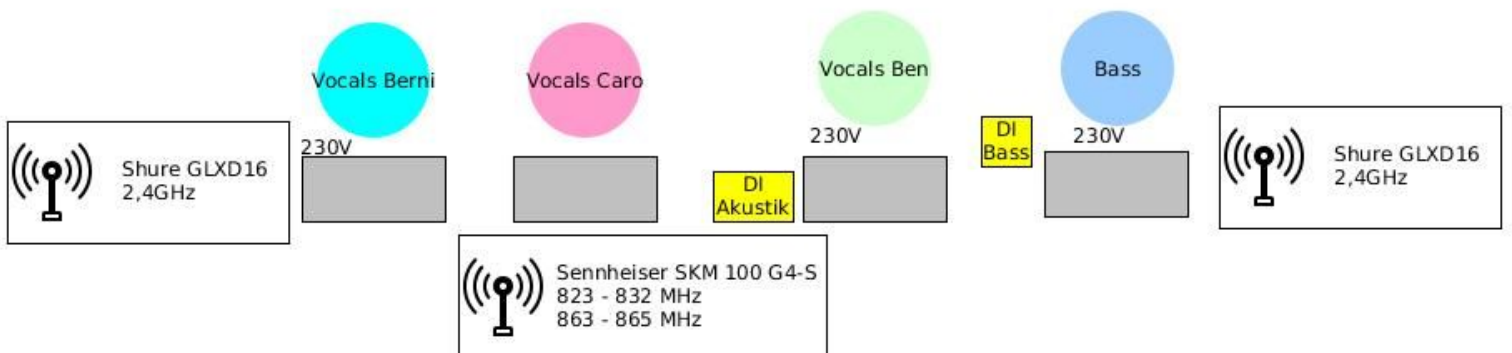 Vocals Berni
Vocals Caro
Vocals Ben
Bass
230V
230V
230V
DI
Bass
Shure GLXD16
2,4GHz
DI
Akustik
Shure GLXD16
2,4GHz
Sennheiser SKM 100 G4-S
823 - 832 MHz
863 - 865 MHz